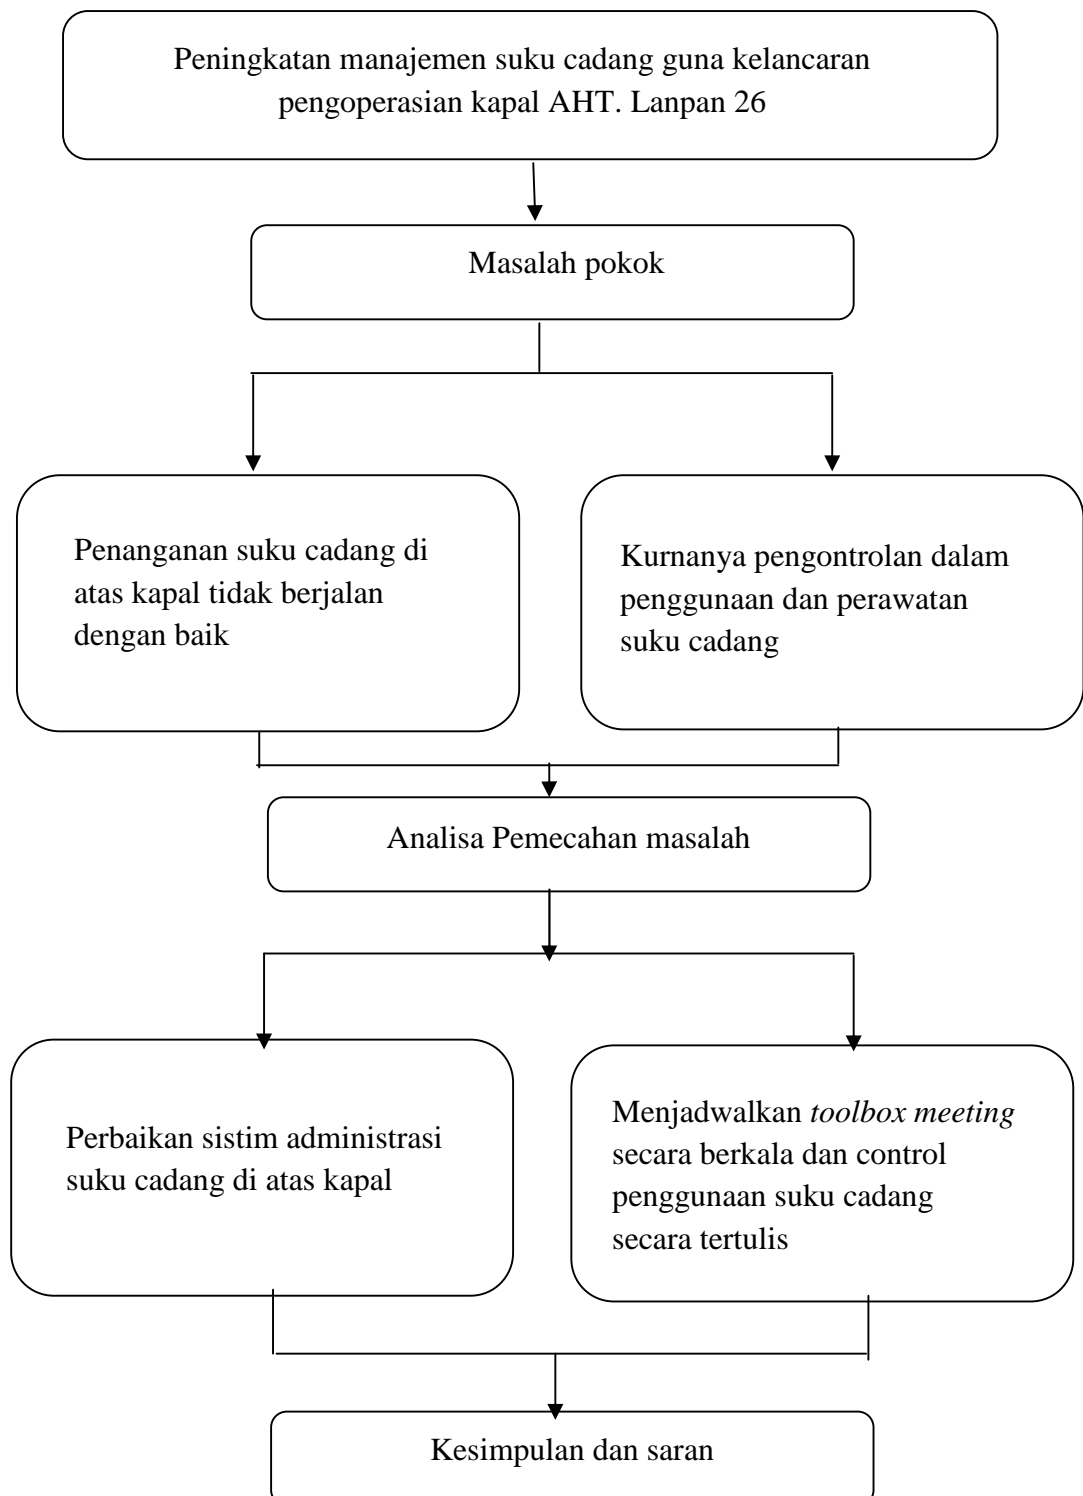 Peningkatan manajemen suku cadang guna kelancaran
pengoperasian kapal AHT. Lanpan 26
Masalah pokok
Penanganan suku cadang di
atas kapal tidak berjalan
dengan baik
Kurnanya pengontrolan dalam
penggunaan dan perawatan
suku cadang
Analisa Pemecahan masalah
Perbaikan sistim administrasi
suku cadang di atas kapal
Menjadwalkan toolbox meeting
secara berkala dan control
penggunaan suku cadang
secara tertulis
Kesimpulan dan saran